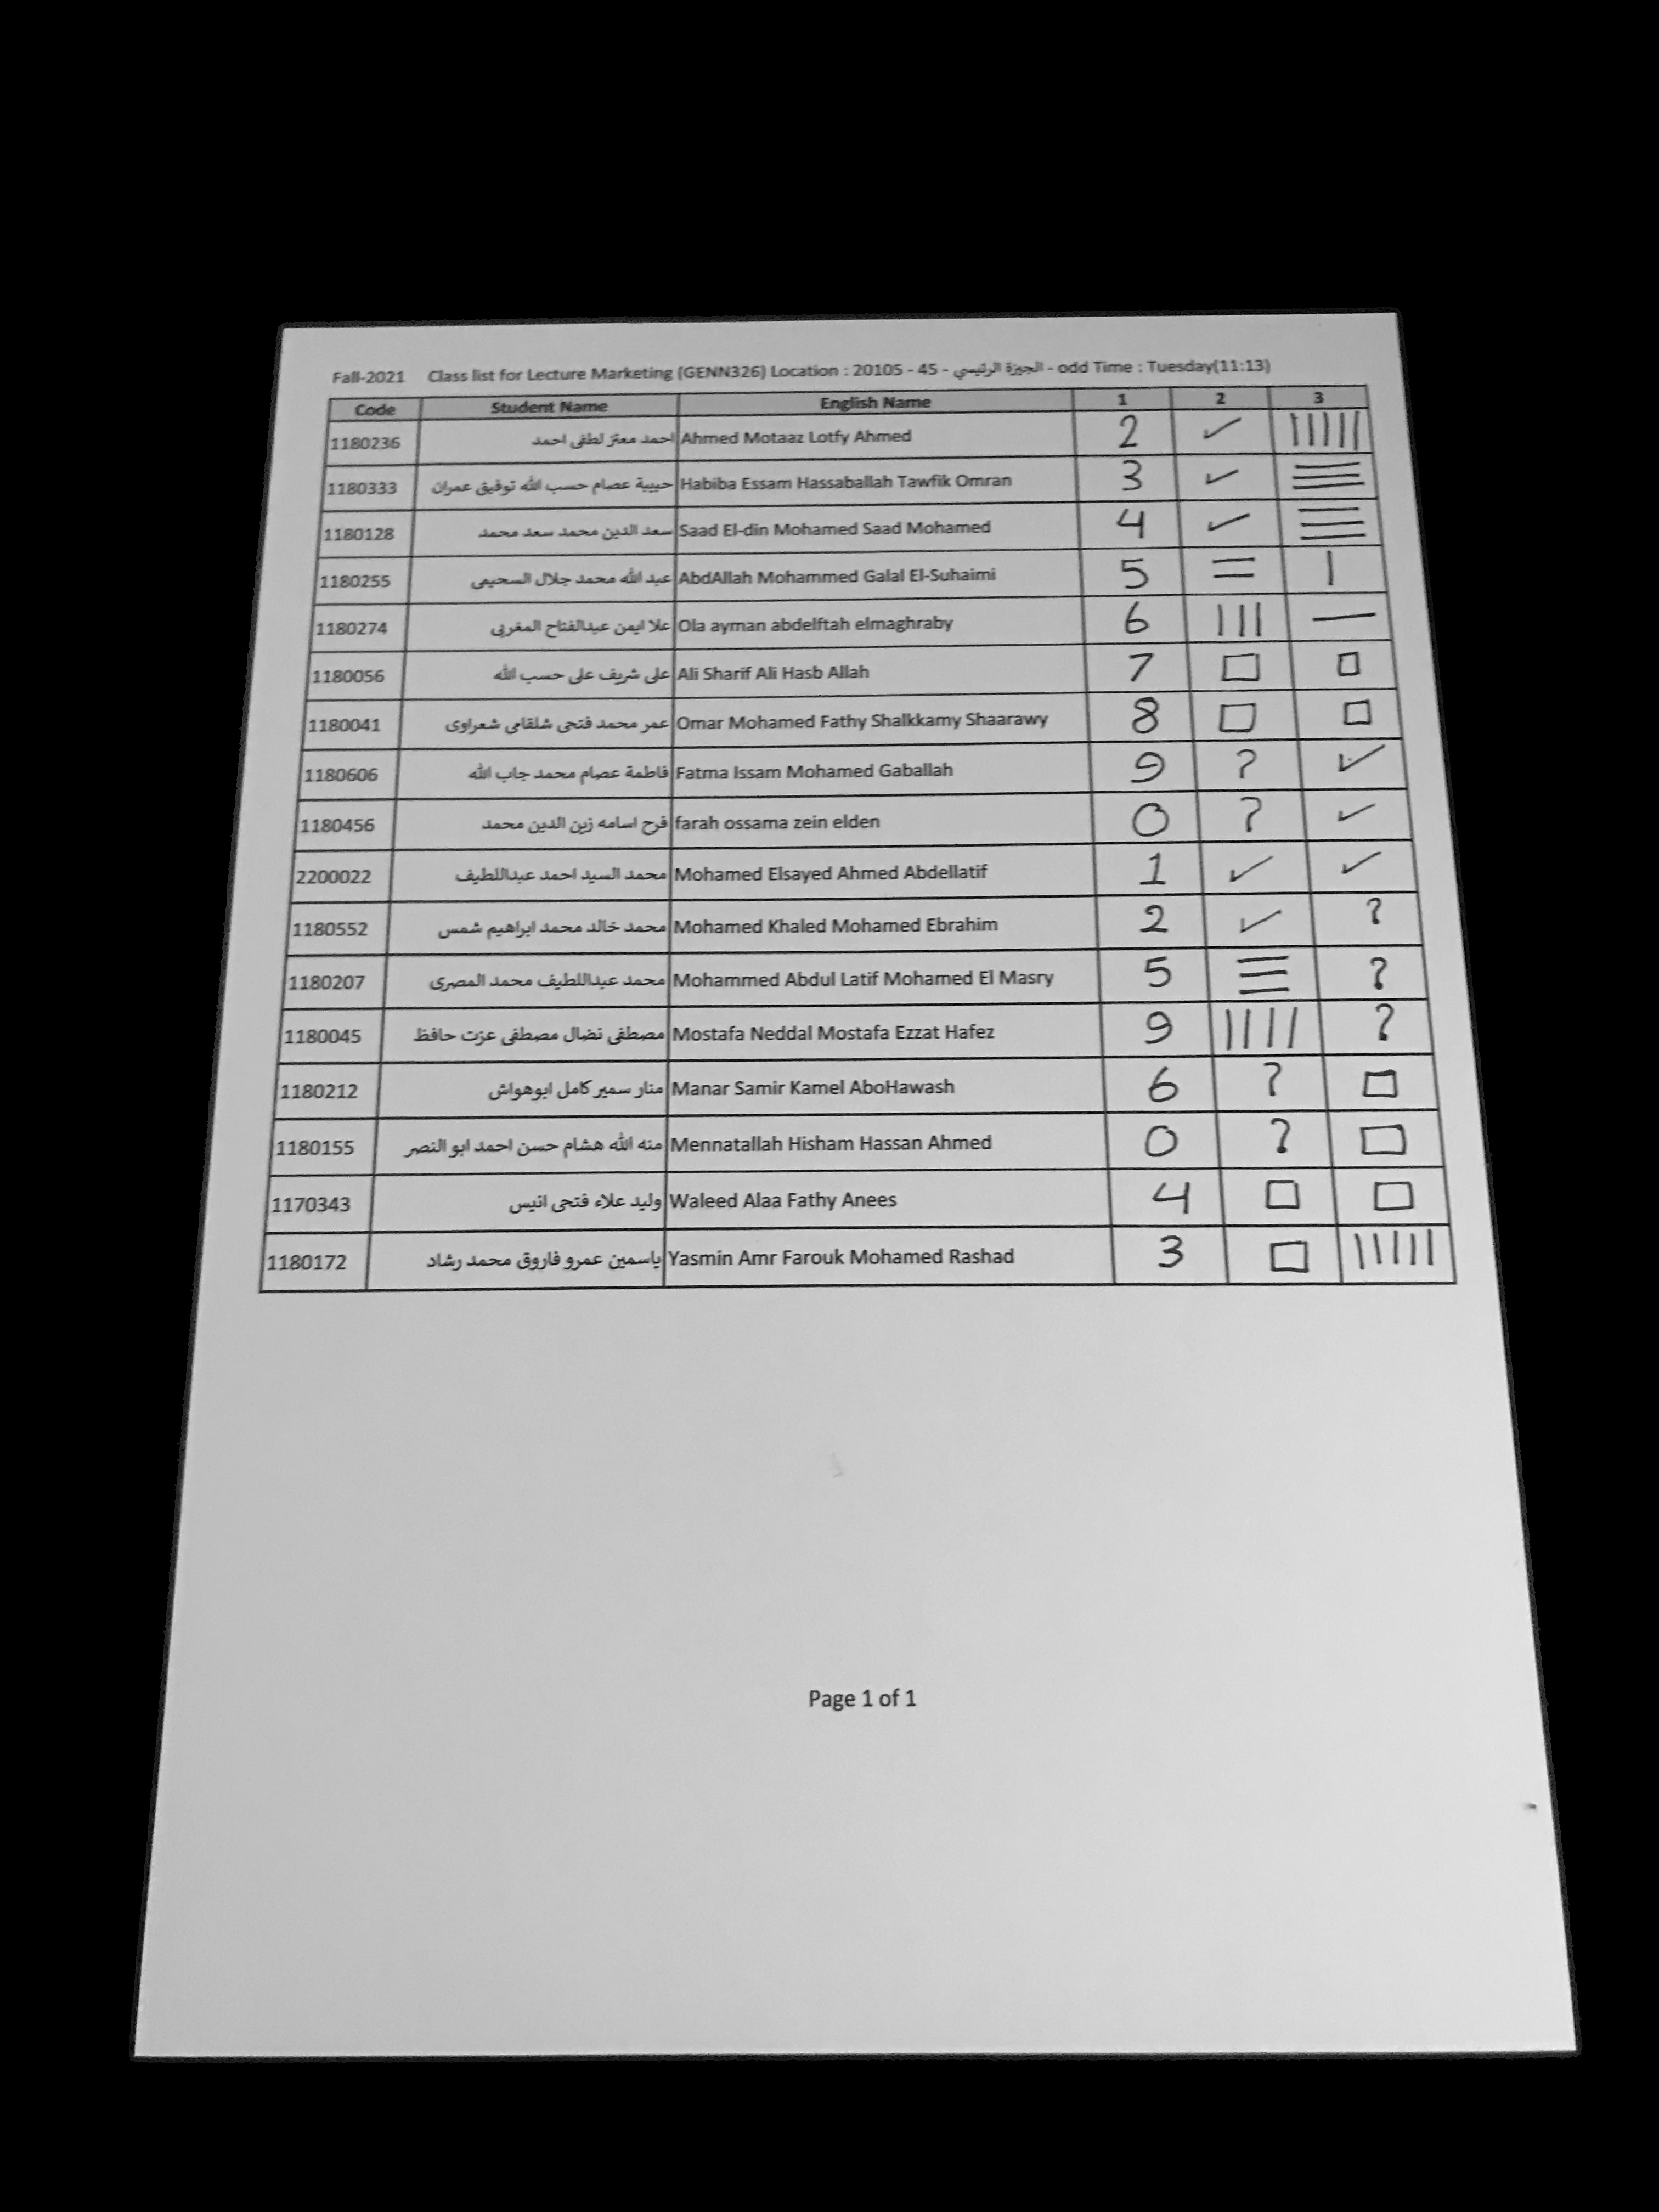 Fall-2021 Class list for Lecture Marketing (GENN326) Location : 20105 - 45 - الجيزة الرئيسي - odd Time : Tuesday(11:13)
Code Student Name English Name 1 2 3
1180236 احمد معتز لطفى احمد Ahmed Motaaz Lotfy Ahmed 2 ✓ |||||
1180333 حبيبة عصام حسب الله توفيق عمران Habiba Essam Hassaballah Tawfik Omran 3 ✓ ☰
1180128 سعد الدين محمد سعد محمد Saad El-din Mohamed Saad Mohamed 4 ✓ ☰
1180255 عبد الله محمد جلال السحيمى AbdAllah Mohammed Galal El-Suhaimi 5 = |
1180274 علا ايمن عبدالفتاح المغربى Ola ayman abdelftah elmaghraby 6 ||| —
1180056 على شريف على حسب الله Ali Sharif Ali Hasb Allah 7 □ □
1180041 عمر محمد فتحى شلقامى شعراوى Omar Mohamed Fathy Shalkkamy Shaarawy 8 □ □
1180606 فاطمة عصام محمد جاب الله Fatma Issam Mohamed Gaballah 9 ? ✓
1180456 فرح اسامه زين الدين محمد farah ossama zein elden 0 ? ✓
2200022 محمد السيد احمد عبداللطيف Mohamed Elsayed Ahmed Abdellatif 1 ✓ ✓
1180552 محمد خالد محمد ابراهيم شمس Mohamed Khaled Mohamed Ebrahim 2 ✓ ?
1180207 محمد عبداللطيف محمد المصرى Mohammed Abdul Latif Mohamed El Masry 5 ☰ ?
1180045 مصطفى نضال مصطفى عزت حافظ Mostafa Neddal Mostafa Ezzat Hafez 9 |||| ?
1180212 منار سمير كامل ابوهواش Manar Samir Kamel AboHawash 6 ? □
1180155 منه الله هشام حسن احمد ابو النصر Mennatallah Hisham Hassan Ahmed 0 ? □
1170343 وليد علاء فتحى انيس Waleed Alaa Fathy Anees 4 □ □
1180172 ياسمين عمرو فاروق محمد رشاد Yasmin Amr Farouk Mohamed Rashad 3 □ |||||
Page 1 of 1